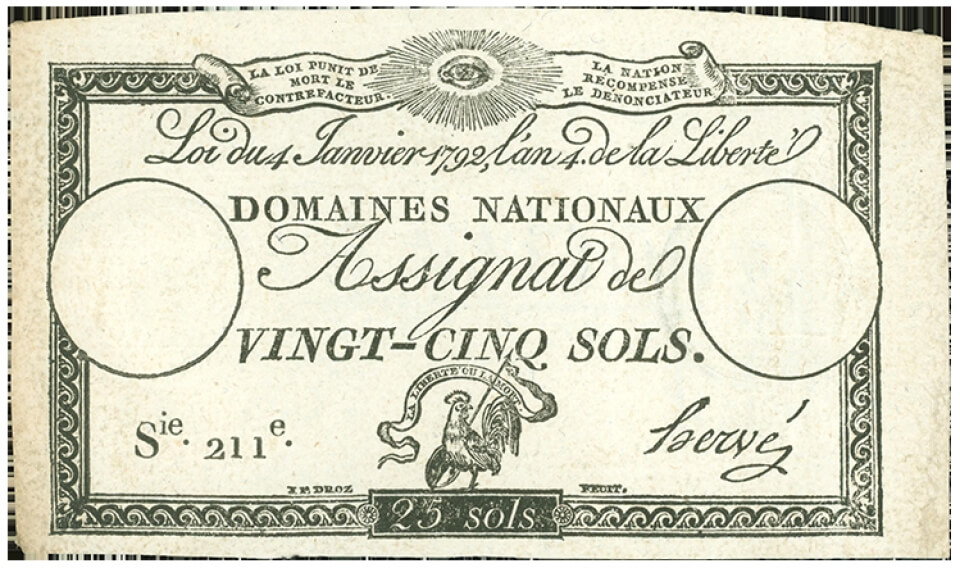 LA LOI PUNIT DE
MORT LE
CONTREFACTEUR.
LA NATION
RECOMPENSE
LE DENONCIATEUR
Loi du 4 Janvier 1792, l'an 4. de la Liberté
DOMAINES NATIONAUX
Assignat de
VINGT-CINQ SOLS.
LA LIBERTÉ OU LA MORT
Sie. 211e.
hervé
J P. DROZ
FECIT.
25 sols